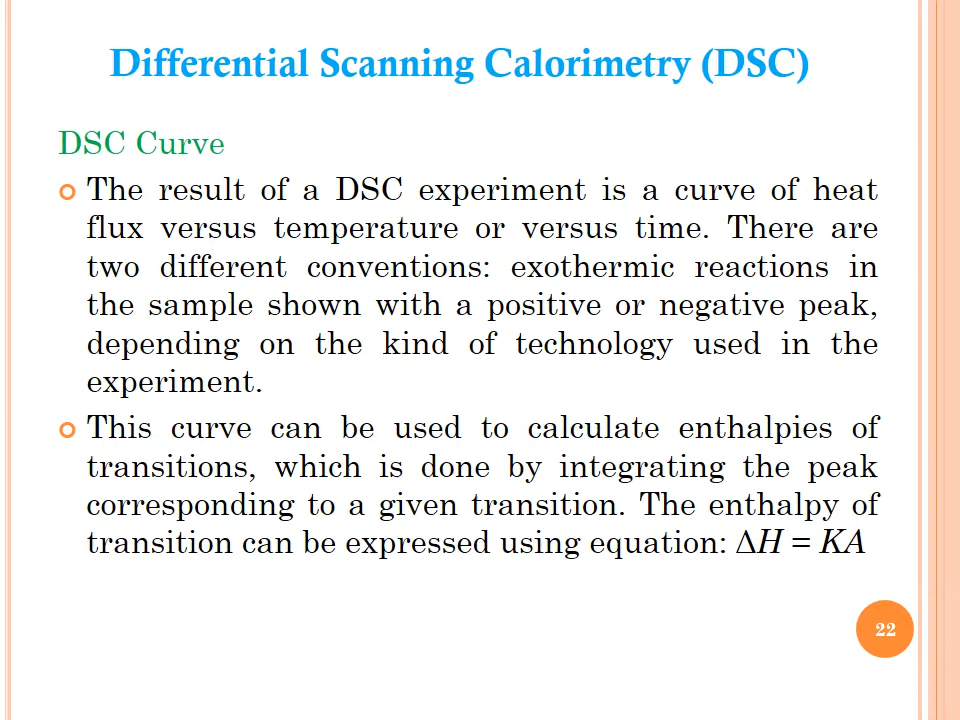 Differential Scanning Calorimetry (DSC)
DSC Curve
The result of a DSC experiment is a curve of heat
flux versus temperature or versus time. There are
two different conventions: exothermic reactions in
the sample shown with a positive or negative peak,
depending on the kind of technology used in the
experiment.
This curve can be used to calculate enthalpies of
transitions, which is done by integrating the peak
corresponding to a given transition. The enthalpy of
transition can be expressed using equation: ΔH = KA
22